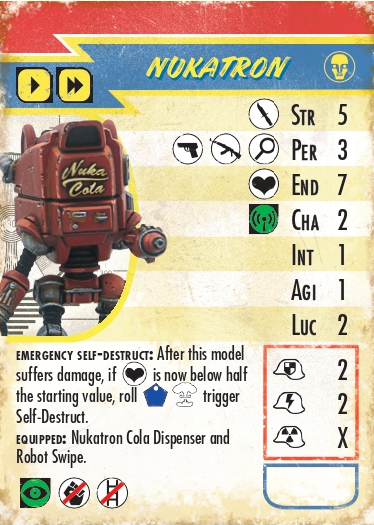 NUKATRON
Nuka
Cola
STR 5
PER 3
END 7
CHA 2
INT 1
AGI 1
LUC 2
EMERGENCY SELF-DESTRUCT: After this model
suffers damage, if is now below half
the starting value, roll trigger
Self-Destruct.
EQUIPPED: Nukatron Cola Dispenser and
Robot Swipe.
2
2
X